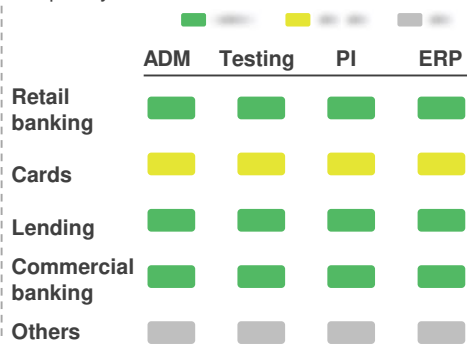 ADM Testing PI ERP
Retail
banking
Cards
Lending
Commercial
banking
Others